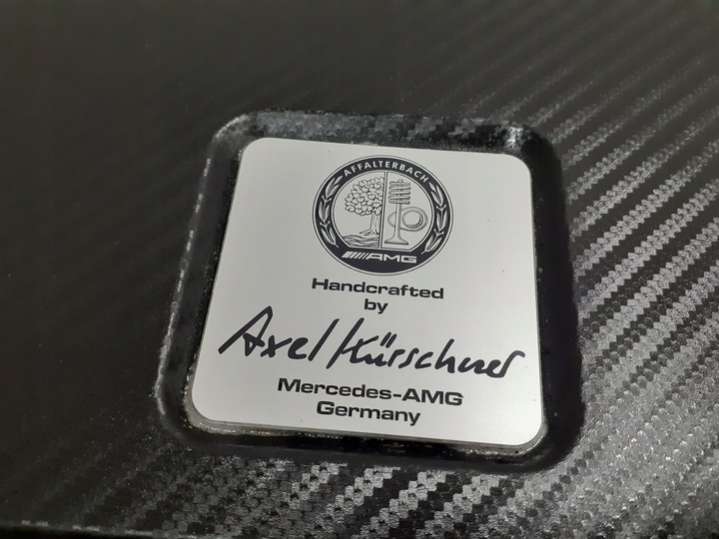 AFFALTERBACH
AMG
Handcrafted
by
Axel Kürschner
Mercedes-AMG
Germany